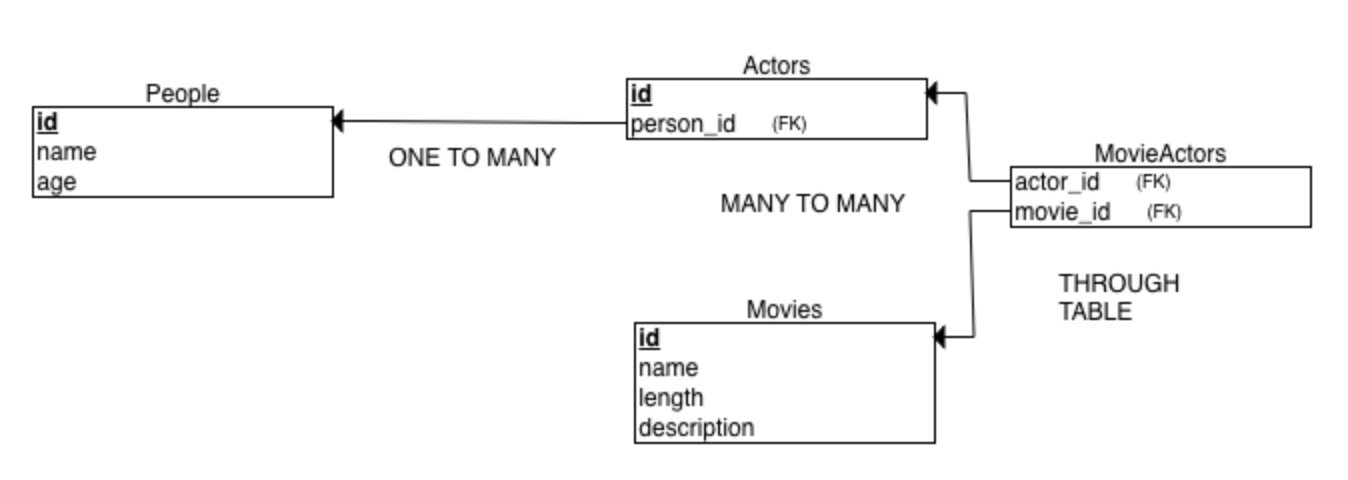 People
id
name
age
ONE TO MANY
Actors
id
person_id (FK)
MANY TO MANY
MovieActors
actor_id (FK)
movie_id (FK)
THROUGH
TABLE
Movies
id
name
length
description